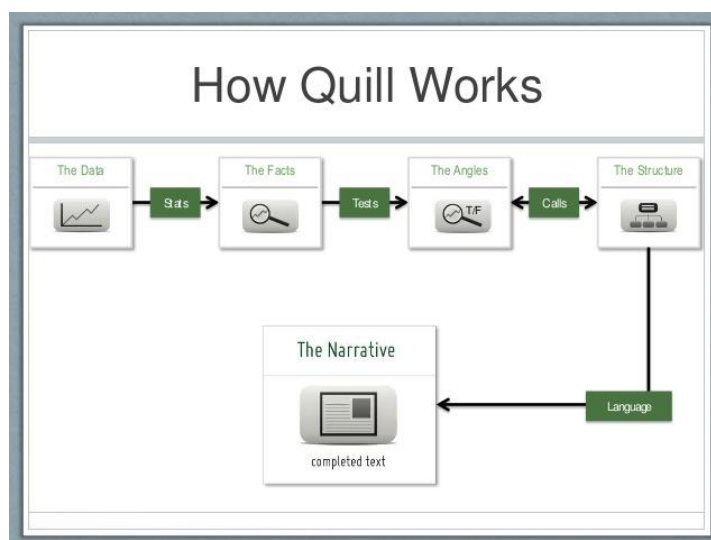 How Quill Works
The Data
Stats
The Facts
Tests
The Angles
T/F
Calls
The Structure
The Narrative
completed text
Language